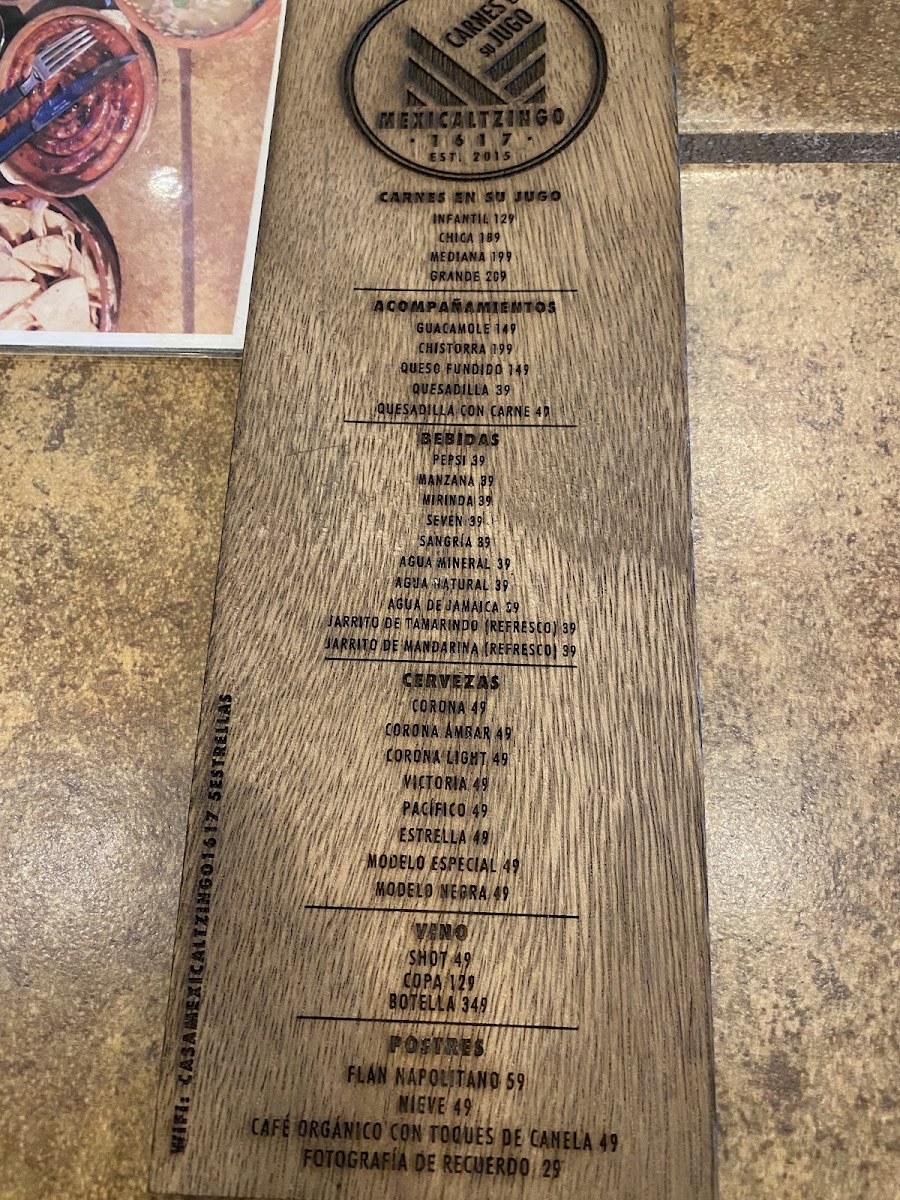 CARNES E
SU JUGO
MEXICALTZINGO
· 1617 ·
EST. 2015
CARNES EN SU JUGO
INFANTIL 129
CHICA 189
MEDIANA 199
GRANDE 209
ACOMPAÑAMIENTOS
GUACAMOLE 149
CHISTORRA 199
QUESO FUNDIDO 149
QUESADILLA 39
QUESADILLA CON CARNE 49
BEBIDAS
PEPSI 39
MANZANA 39
MIRINDA 39
SEVEN 39
SANGRÍA 39
AGUA MINERAL 39
AGUA NATURAL 39
AGUA DE JAMAICA 39
JARRITO DE TAMARINDO (REFRESCO) 39
JARRITO DE MANDARINA (REFRESCO) 39
CERVEZAS
CORONA 49
CORONA ÁMBAR 49
CORONA LIGHT 49
VICTORIA 49
PACÍFICO 49
ESTRELLA 49
MODELO ESPECIAL 49
MODELO NEGRA 49
VINO
SHOT 49
COPA 129
BOTELLA 349
POSTRES
FLAN NAPOLITANO 59
NIEVE 49
CAFÉ ORGÁNICO CON TOQUES DE CANELA 49
FOTOGRAFÍA DE RECUERDO 29
WIFI: CASAMEXICALTZINGO1617 5ESTRELLAS